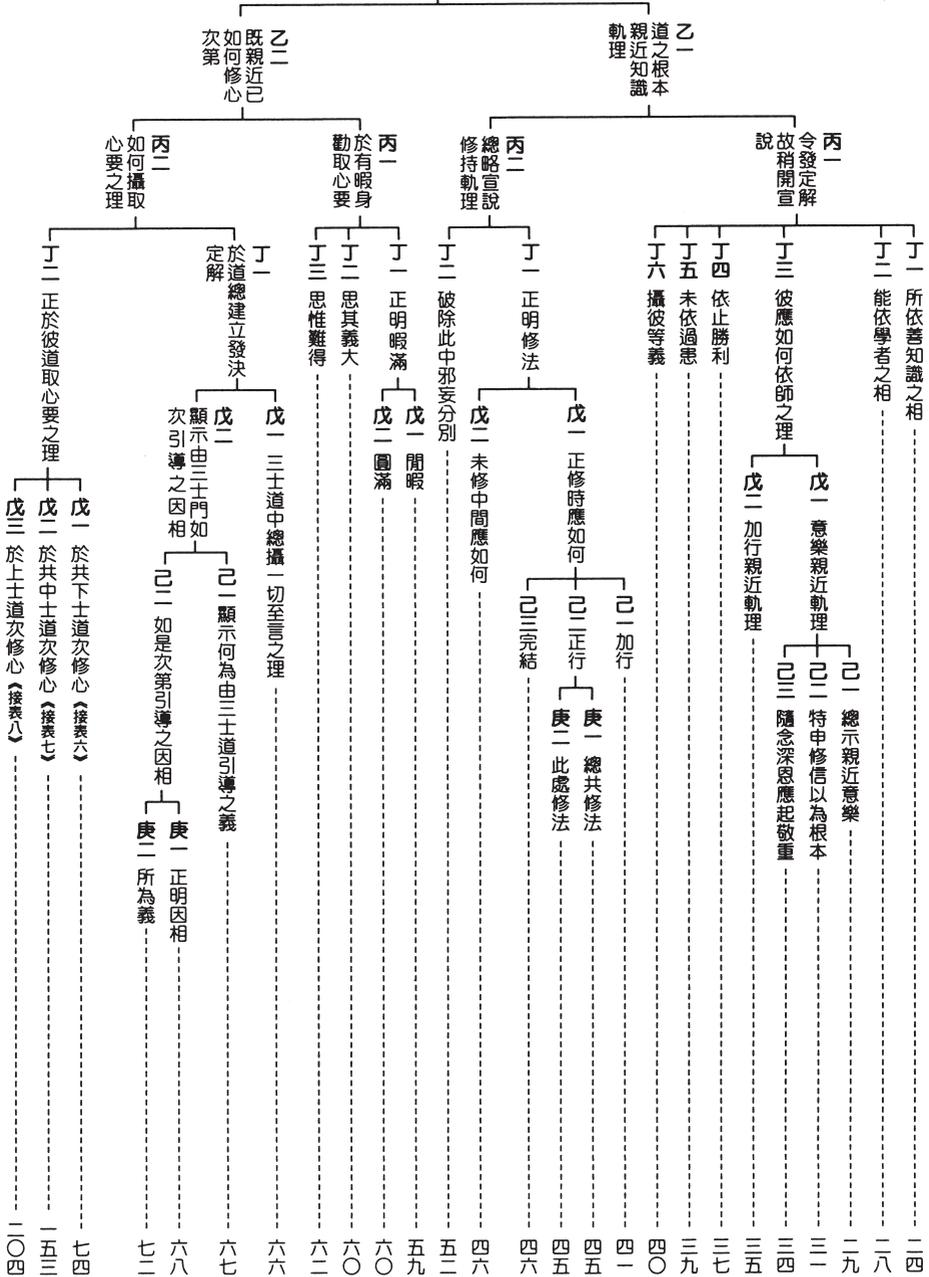 乙一
道之根本
親近知識
軌理
丙一
令發定解
故稍開宣
說
丁一 所依善知識之相 二四
丁二 能依學者之相 二八
丁三 彼應如何依師之理
戊一 意樂親近軌理
己一 總示親近意樂 二九
己二 特申修信以為根本 三一
己三 隨念深恩應起敬重 三四
戊二 加行親近軌理 三五
丁四 依止勝利 三七
丁五 未依過患 三九
丁六 攝彼等義 四〇
丙二
總略宣說
修持軌理
丁一 正明修法
戊一 正修時應如何
己一加行 四一
己二正行
庚一 總共修法 四五
庚二 此處修法 四五
己三完結 四六
戊二 未修中間應如何 四六
丁二 破除此中邪妄分別 五二
乙二
既親近已
如何修心
次第
丙一
於有暇身
勸取心要
丁一 正明暇滿
戊一 閒暇 五九
戊二 圓滿 六〇
丁二 思其義大 六〇
丁三 思惟難得 六二
丙二
如何攝取
心要之理
丁一
於道總建立發決
定解
戊一 三士道中總攝一切至言之理 六六
戊二
顯示由三士門如
次引導之因相
己一 顯示何為由三士道引導之義 六七
己二 如是次第引導之因相
庚一 正明因相 六八
庚二 所為義 七二
丁二 正於彼道取心要之理
戊一 於共下士道次修心《接表六》 七四
戊二 於共中士道次修心《接表七》 一五三
戊三 於上士道次修心《接表八》 二〇四